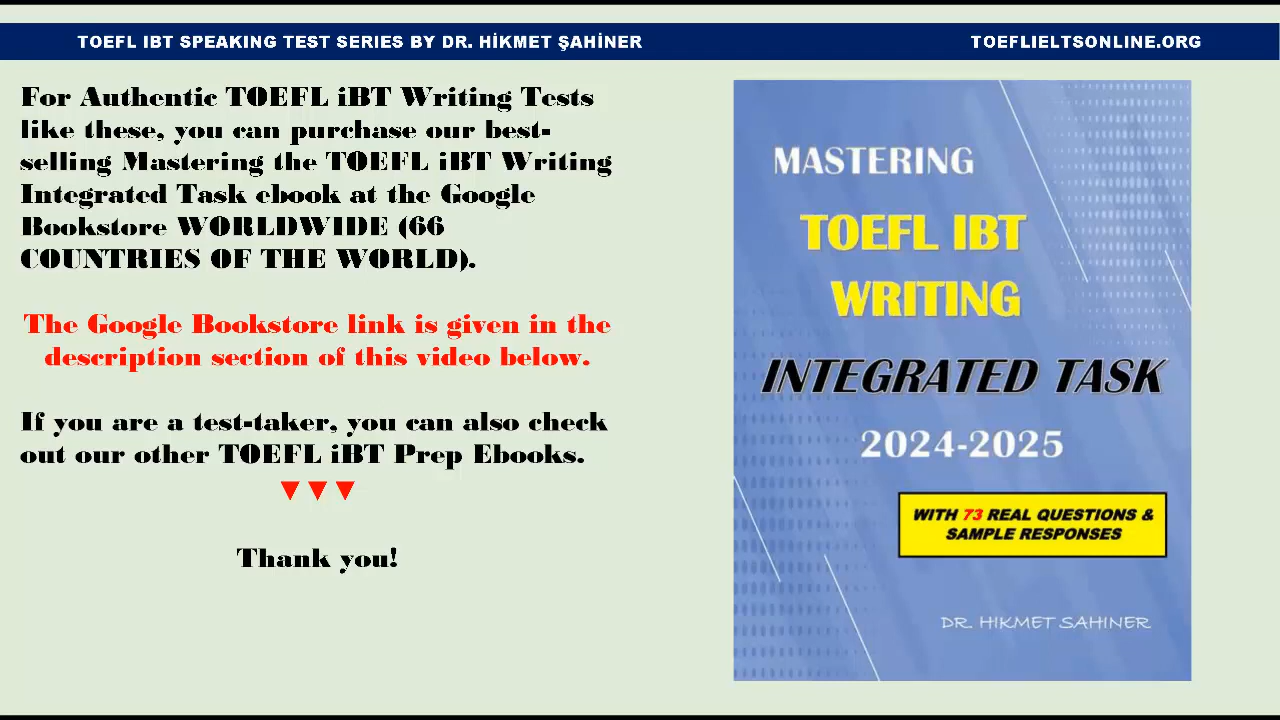 TOEFL IBT SPEAKING TEST SERIES BY DR. HİKMET ŞAHİNER
TOEFLIELTSONLINE.ORG
For Authentic TOEFL iBT Writing Tests
like these, you can purchase our best-
selling Mastering the TOEFL iBT Writing
Integrated Task ebook at the Google
Bookstore WORLDWIDE (66
COUNTRIES OF THE WORLD).
The Google Bookstore link is given in the
description section of this video below.
If you are a test-taker, you can also check
out our other TOEFL iBT Prep Ebooks.
▼▼▼
Thank you!
MASTERING
TOEFL IBT
WRITING
INTEGRATED TASK
2024-2025
WITH 73 REAL QUESTIONS &
SAMPLE RESPONSES
DR. HIKMET SAHINER